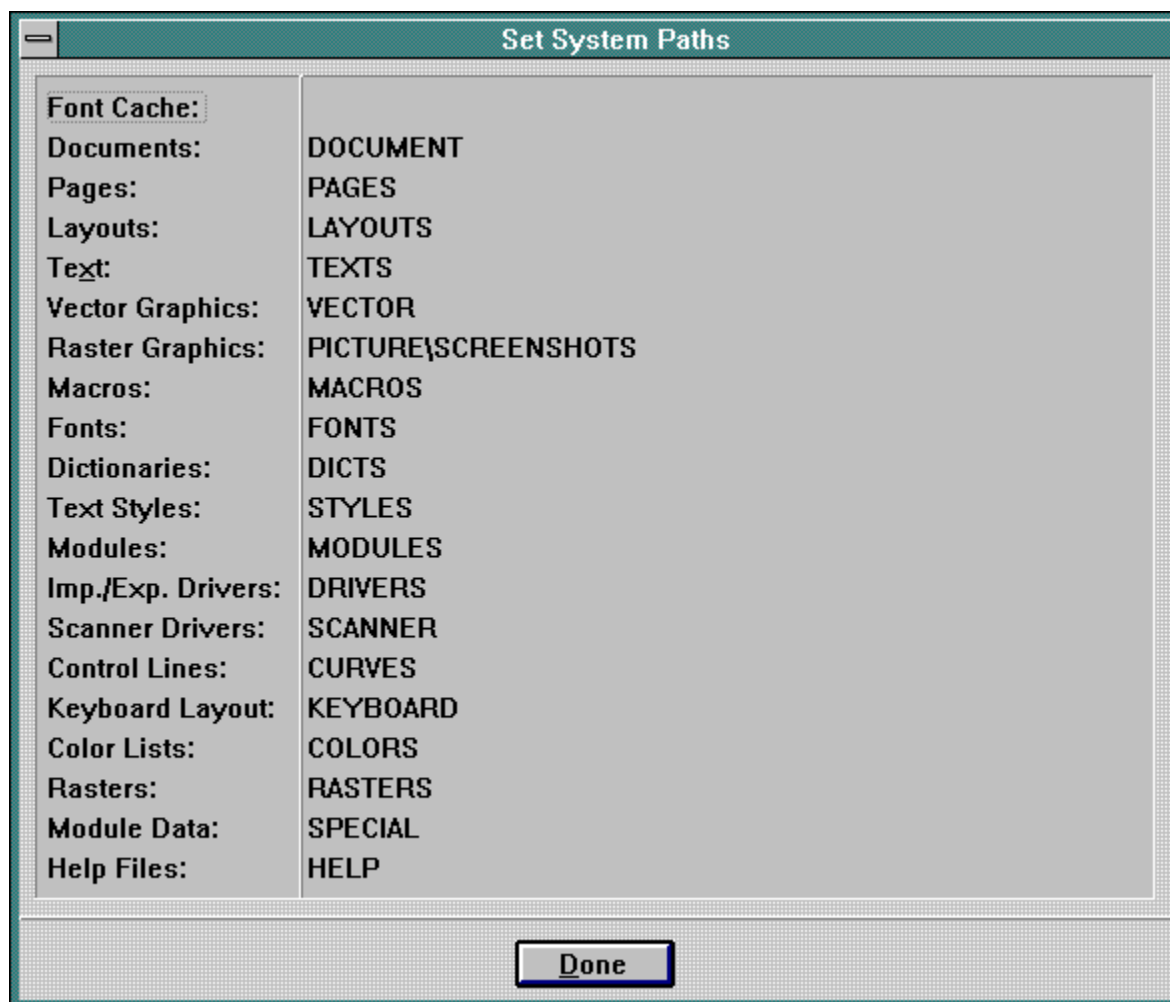 Set System Paths
Font Cache:
Documents: DOCUMENT
Pages: PAGES
Layouts: LAYOUTS
Text: TEXTS
Vector Graphics: VECTOR
Raster Graphics: PICTURE\SCREENSHOTS
Macros: MACROS
Fonts: FONTS
Dictionaries: DICTS
Text Styles: STYLES
Modules: MODULES
Imp./Exp. Drivers: DRIVERS
Scanner Drivers: SCANNER
Control Lines: CURVES
Keyboard Layout: KEYBOARD
Color Lists: COLORS
Rasters: RASTERS
Module Data: SPECIAL
Help Files: HELP
Done